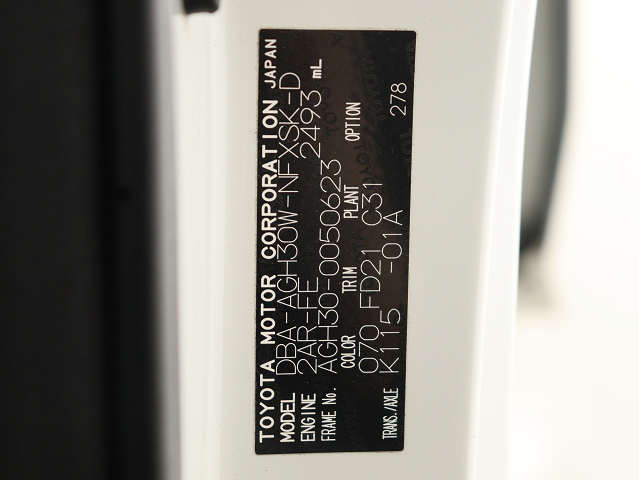 TOYOTA MOTOR CORPORATION JAPAN
MODEL DBA-AGH30W-NFXSK-D
ENGINE 2AR-FE 2493 mL
FRAME No. AGH30-0050623
COLOR TRIM PLANT OPTION
070 FD21 C31
TRANS./AXLE K115 -01A 278